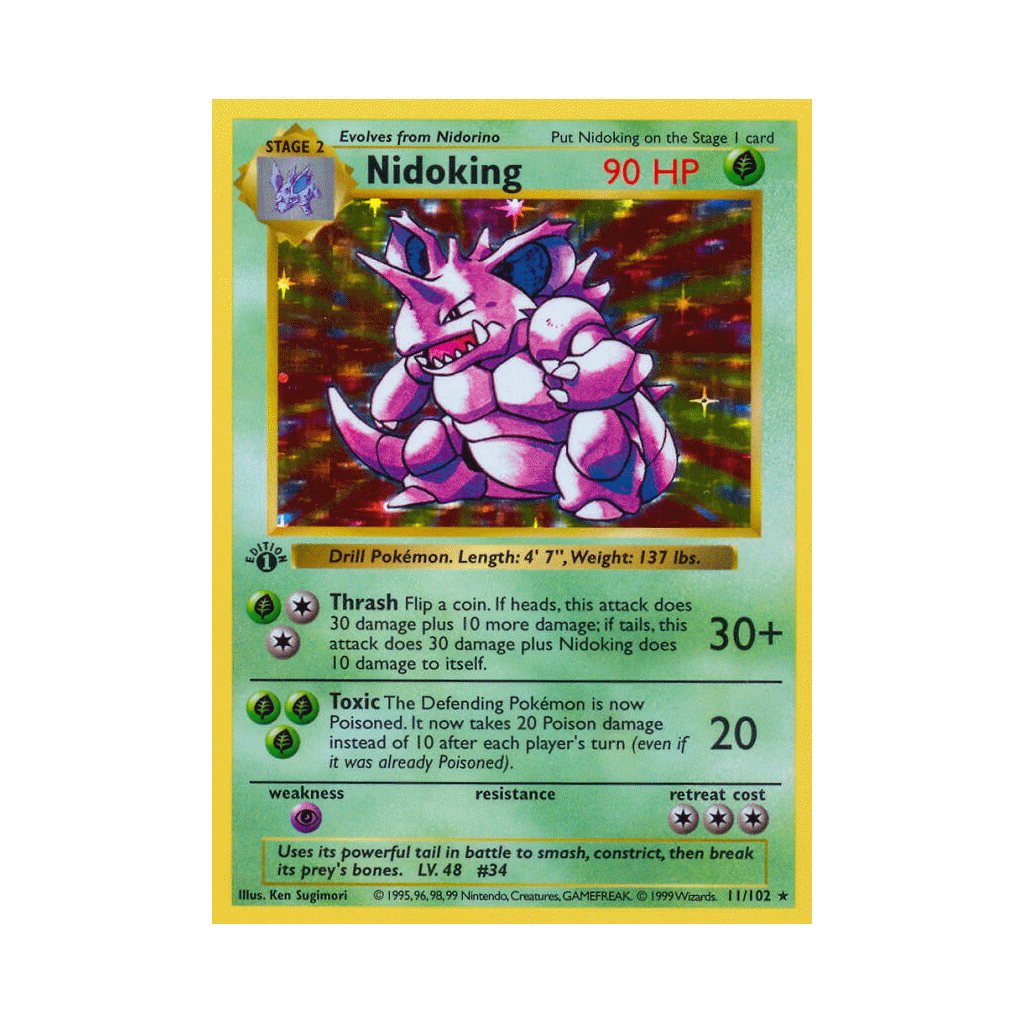 Evolves from Nidorino Put Nidoking on the Stage 1 card
STAGE 2
Nidoking 90 HP
EDITION
1
Drill Pokémon. Length: 4' 7", Weight: 137 lbs.
Thrash Flip a coin. If heads, this attack does
30 damage plus 10 more damage; if tails, this
attack does 30 damage plus Nidoking does
10 damage to itself.
30+
Toxic The Defending Pokémon is now
Poisoned. It now takes 20 Poison damage
instead of 10 after each player's turn (even if
it was already Poisoned).
20
weakness resistance retreat cost
Uses its powerful tail in battle to smash, constrict, then break
its prey's bones. LV. 48 #34
Illus. Ken Sugimori © 1995, 96, 98, 99 Nintendo, Creatures, GAMEFREAK. © 1999 Wizards. 11/102 ★